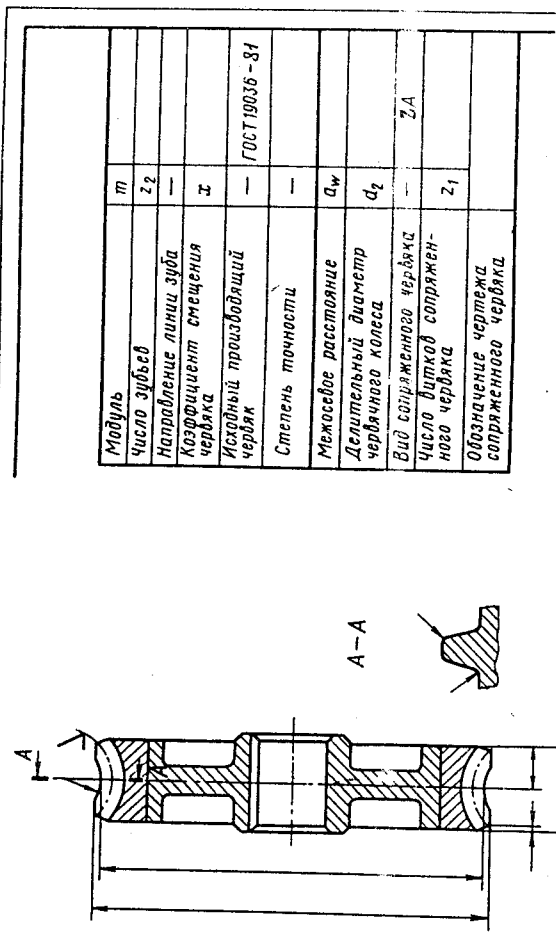 Модуль m
Число зубьев z2
Направление линии зуба —
Коэффициент смещения
червяка x
Исходный производящий
червяк — ГОСТ 19036-81
Степень точности —
Межосевое расстояние aw
Делительный диаметр
червячного колеса d2
Вид сопряженного червяка — ZA
Число витков сопряжен-
ного червяка z1
Обозначение чертежа
сопряженного червяка
A
A-A